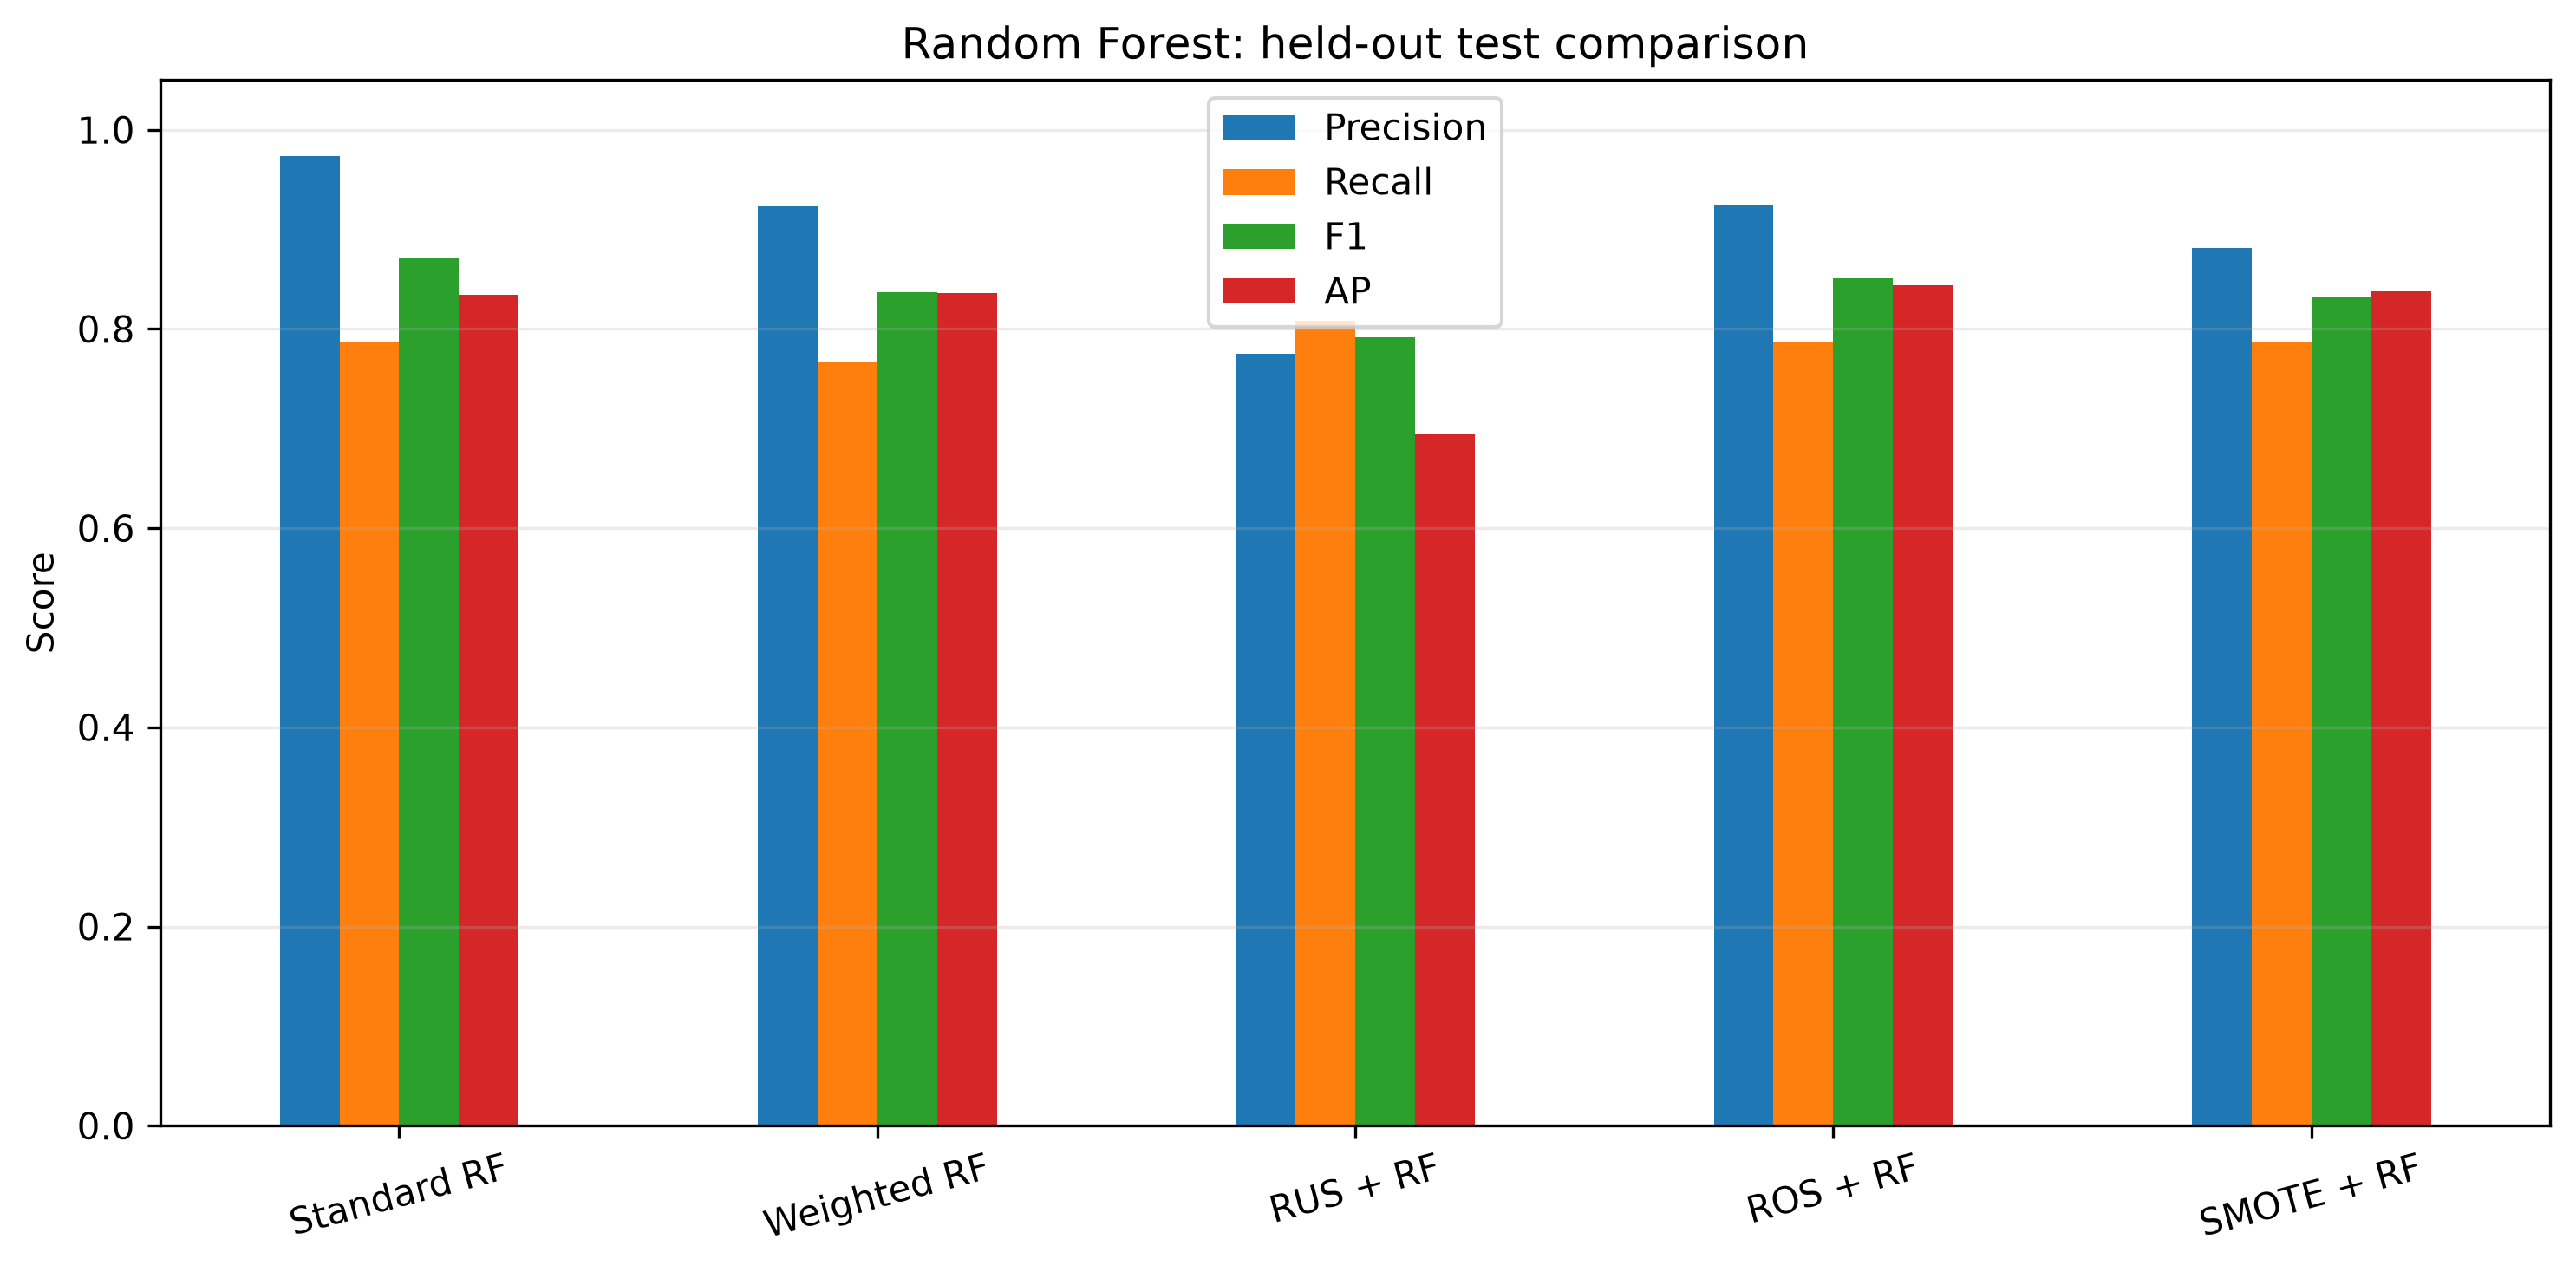 Random Forest: held-out test comparison
Precision
Recall
F1
AP
Score
1.0
0.8
0.6
0.4
0.2
0.0
Standard RF
Weighted RF
RUS + RF
ROS + RF
SMOTE + RF